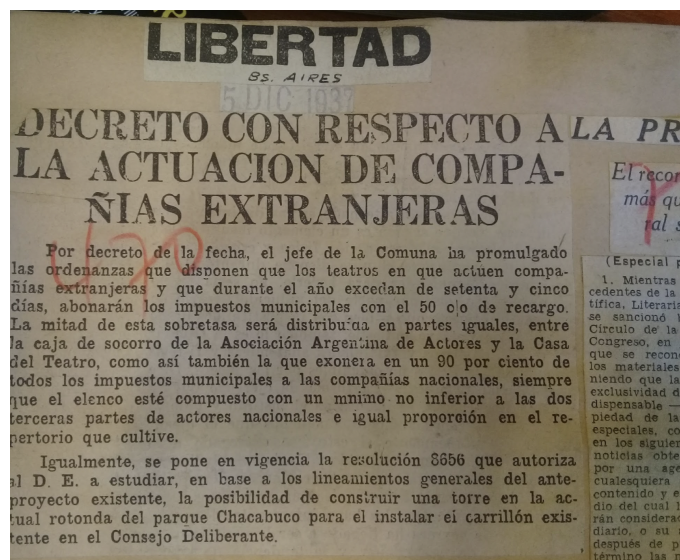 LIBERTAD
BS. AIRES
5 DIC 1937
DECRETO CON RESPECTO A
LA ACTUACION DE COMPA-
ÑIAS EXTRANJERAS
Por decreto de la fecha, el jefe de la Comuna ha promulgado
las ordenanzas que disponen que los teatros en que actúen compa-
ñías extranjeras y que durante el año excedan de setenta y cinco
días, abonarán los impuestos municipales con el 50 c|o de recargo.
La mitad de esta sobretasa será distribuída en partes iguales, entre
la caja de socorro de la Asociación Argentina de Actores y la Casa
del Teatro, como así también la que exonera en un 90 por ciento de
todos los impuestos municipales a las compañías nacionales, siempre
que el elenco esté compuesto con un mnimo no inferior a las dos
terceras partes de actores nacionales e igual proporción en el re-
pertorio que cultive.
Igualmente, se pone en vigencia la resolución 8656 que autoriza
al D. E. a estudiar, en base a los lineamientos generales del ante-
proyecto existente, la posibilidad de construir una torre en la ac-
tual rotonda del parque Chacabuco para el instalar el carrillón exis-
tente en el Consejo Deliberante.
LA PR
El recon
más qu
ral s
(Especial p
1. Mientras
cedentes de la
tífica, Literaria
se sancionó l
Círculo de la
Congreso, en
que se recon
los materiales
niendo que la
exclusividad d
dispensable —
piedad de la
especiales, co
en los siguien
noticias obte
por una age
cualesquiera
contenido y e
dio del cual l
rán considerad
diario, o su
después de p
término las n